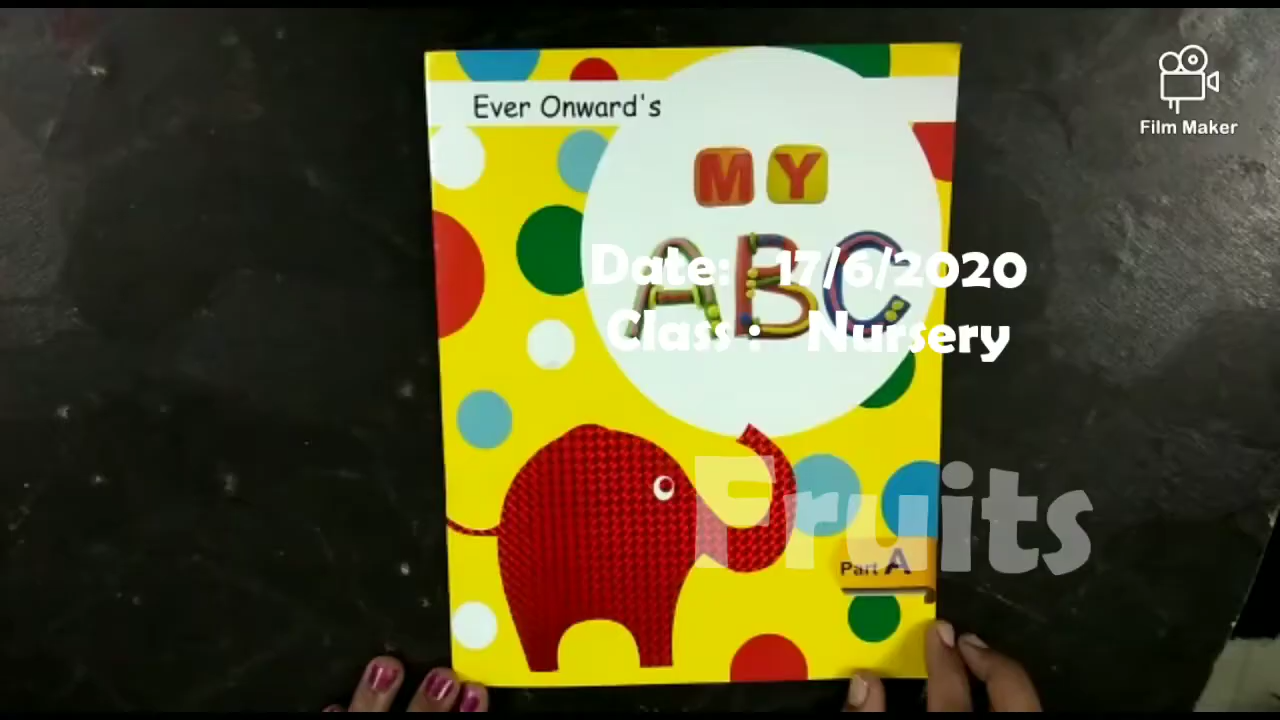 Ever Onward's
MY
ABC
Date: 17/6/2020
Class : Nursery
Fruits
Part A
Film Maker